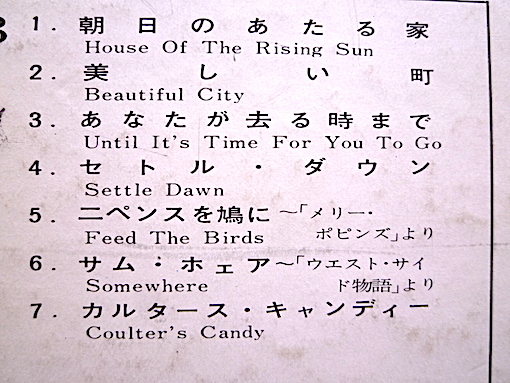 1. 朝日のあたる家
House Of The Rising Sun
2. 美しい町
Beautiful City
3. あなたが去る時まで
Until It's Time For You To Go
4. セトル・ダウン
Settle Dawn
5. 二ペンスを鳩に～「メリー・
ポピンズ」より
Feed The Birds
6. サム・ホェア～「ウエスト・サイ
ド物語」より
Somewhere
7. カルタース・キャンディー
Coulter's Candy